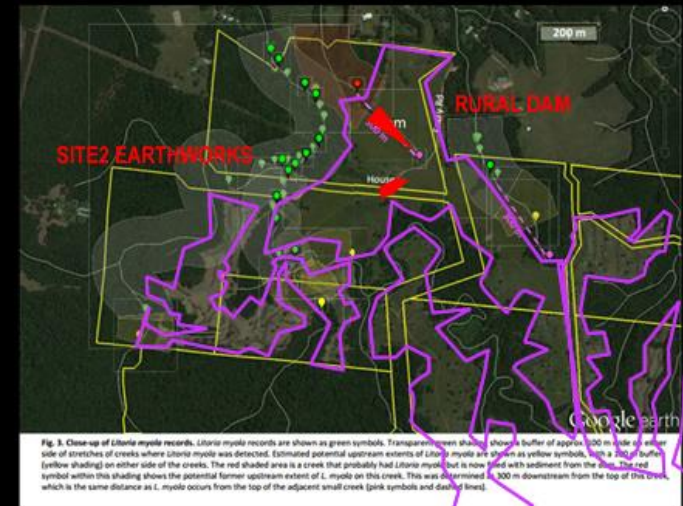 200 m
RURAL DAM
m
SITE2 EARTHWORKS
House
Google earth
Fig. 3. Close-up of Litoria myola records. Litoria myola records are shown as green symbols. Transparent green shading shows a buffer of approx 200 m wide on either
side of stretches of creeks where Litoria myola was detected. Estimated potential upstream extents of Litoria myola are shown as yellow symbols, with a 200 m buffer
(yellow shading) on either side of the creeks. The red shaded area is a creek that probably had Litoria myola but is now filled with sediment from the dam. The red
symbol within this shading shows the potential former upstream extent of L. myola on this creek. This was determined as 300 m downstream from the top of this creek,
which is the same distance as L. myola occurs from the top of the adjacent small creek (pink symbols and dashed lines).